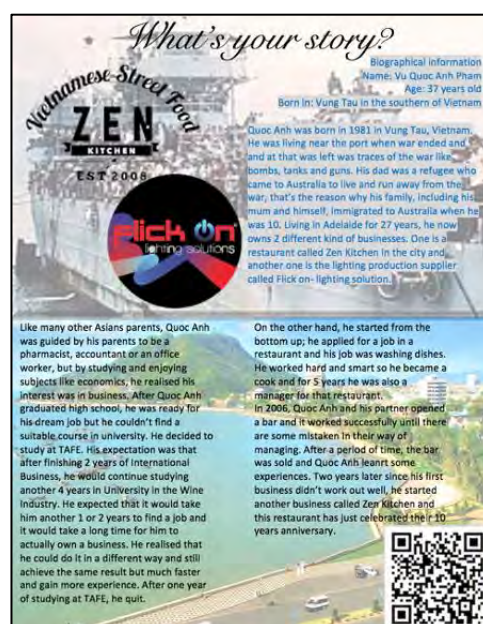 What's your story?
Vietnamese Street Food
ZEN
KITCHEN
EST 2008
Biographical information
Name: Vu Quoc Anh Pham
Age: 37 years old
Born in: Vung Tau in the southern of Vietnam
Quoc Anh was born in 1981 in Vung Tau, Vietnam.
He was living near the port when war ended and
and at that was left was traces of the war like
bombs, tanks and guns. His dad was a refugee who
came to Australia to live and run away from the
war, that's the reason why his family, including his
mum and himself, immigrated to Australia when he
was 10. Living in Adelaide for 27 years, he now
owns 2 different kind of businesses. One is a
restaurant called Zen Kitchen in the city and
another one is the lighting production supplier
called Flick on- lighting solution.
flick on
lighting solutions
Like many other Asians parents, Quoc Anh
was guided by his parents to be a
pharmacist, accountant or an office
worker, but by studying and enjoying
subjects like economics, he realised his
interest was in business. After Quoc Anh
graduated high school, he was ready for
his dream job but he couldn't find a
suitable course in university. He decided to
study at TAFE. His expectation was that
after finishing 2 years of International
Business, he would continue studying
another 4 years in University in the Wine
Industry. He expected that it would take
him another 1 or 2 years to find a job and
it would take a long time for him to
actually own a business. He realised that
he could do it in a different way and still
achieve the same result but much faster
and gain more experience. After one year
of studying at TAFE, he quit.
On the other hand, he started from the
bottom up; he applied for a job in a
restaurant and his job was washing dishes.
He worked hard and smart so he became a
cook and for 5 years he was also a
manager for that restaurant.
In 2006, Quoc Anh and his partner opened
a bar and it worked successfully until there
are some mistaken in their way of
managing. After a period of time, the bar
was sold and Quoc Anh leanrt some
experiences. Two years later since his first
business didn't work out well, he started
another business called Zen Kitchen and
this restaurant has just celebrated their 10
years anniversary.